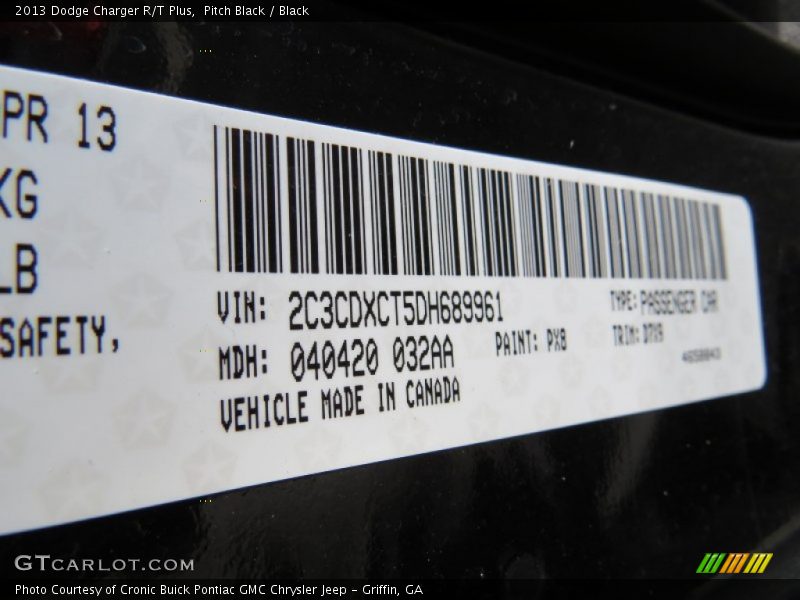 2013 Dodge Charger R/T Plus,  Pitch Black / Black
PR 13
KG
LB
SAFETY,
VIN: 2C3CDXCT5DH689961
TYPE: PASSENGER CAR
MDH: 040420 032AA
PAINT: PX8
TRIM: D7X9
VEHICLE MADE IN CANADA
GTCARLOT.COM
Photo Courtesy of Cronic Buick Pontiac GMC Chrysler Jeep - Griffin, GA